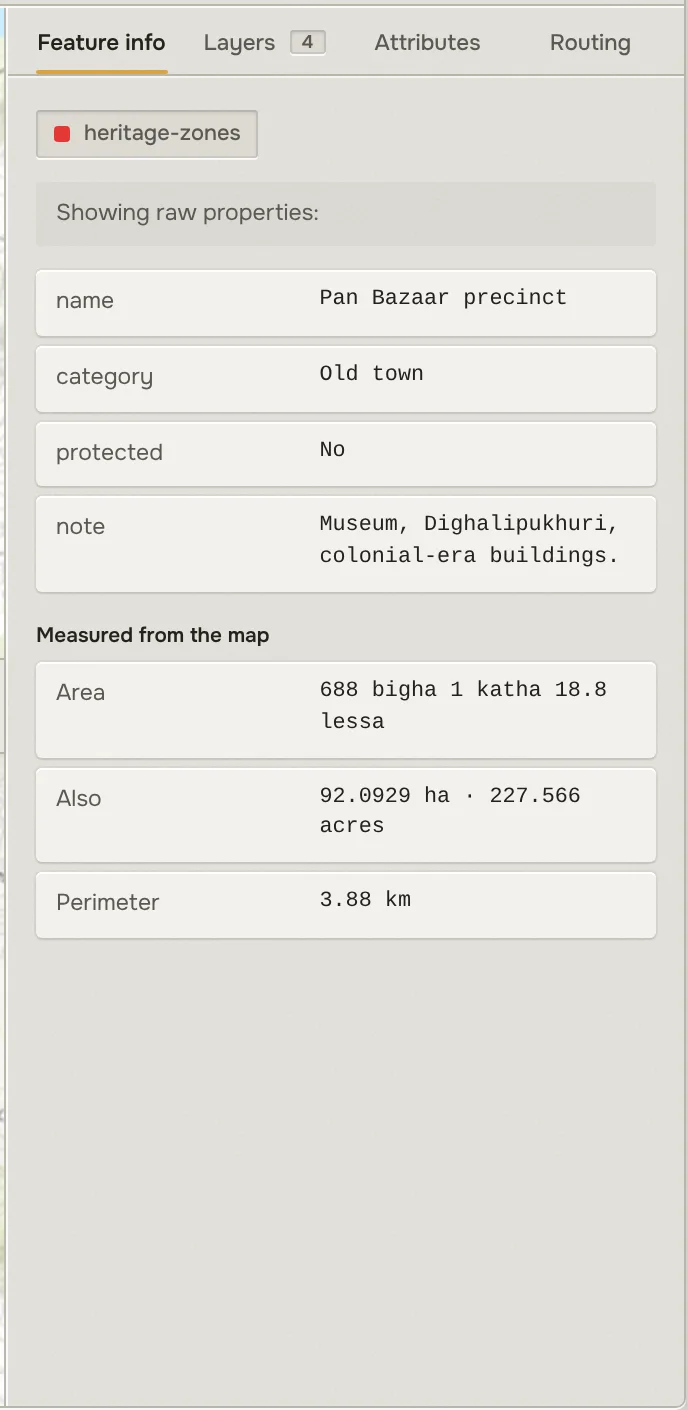 Feature info Layers 4 Attributes Routing
heritage-zones
Showing raw properties:
name Pan Bazaar precinct
category Old town
protected No
note Museum, Dighalipukhuri,
colonial-era buildings.
Measured from the map
Area 688 bigha 1 katha 18.8
lessa
Also 92.0929 ha · 227.566
acres
Perimeter 3.88 km